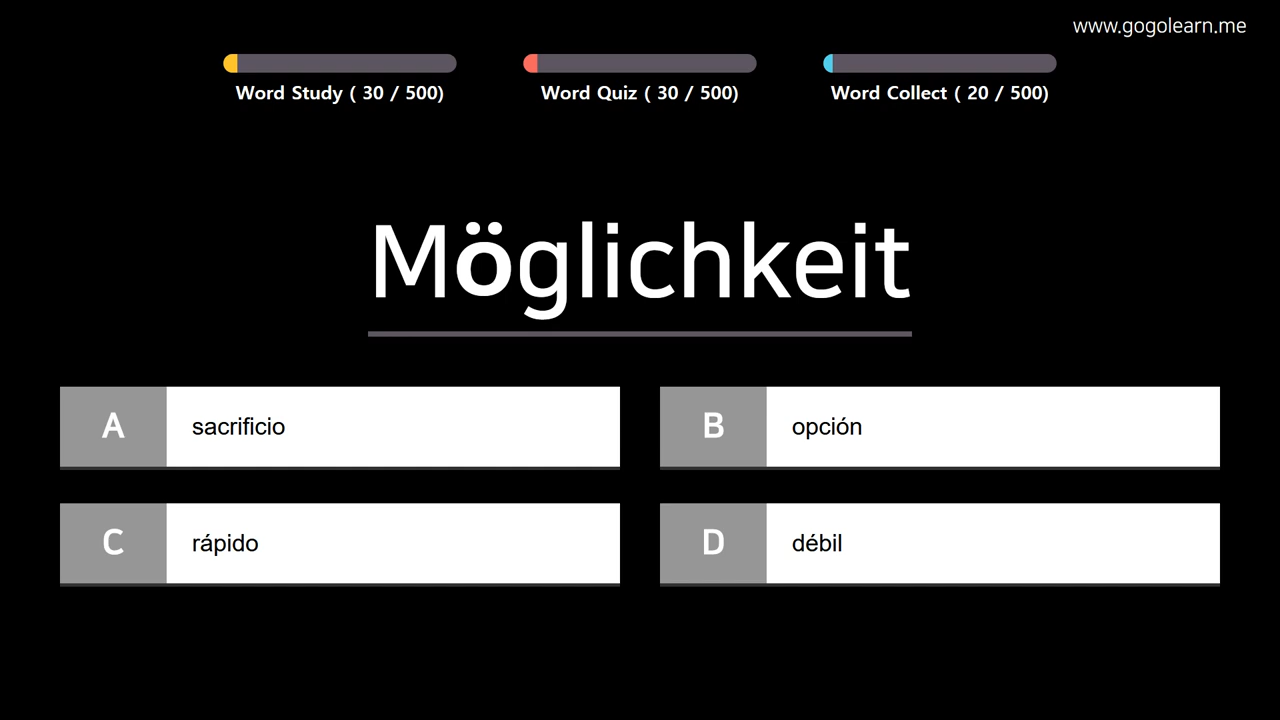 www.gogolearn.me
Word Study ( 30 / 500)
Word Quiz ( 30 / 500)
Word Collect ( 20 / 500)
Möglichkeit
A sacrificio
B opción
C rápido
D débil